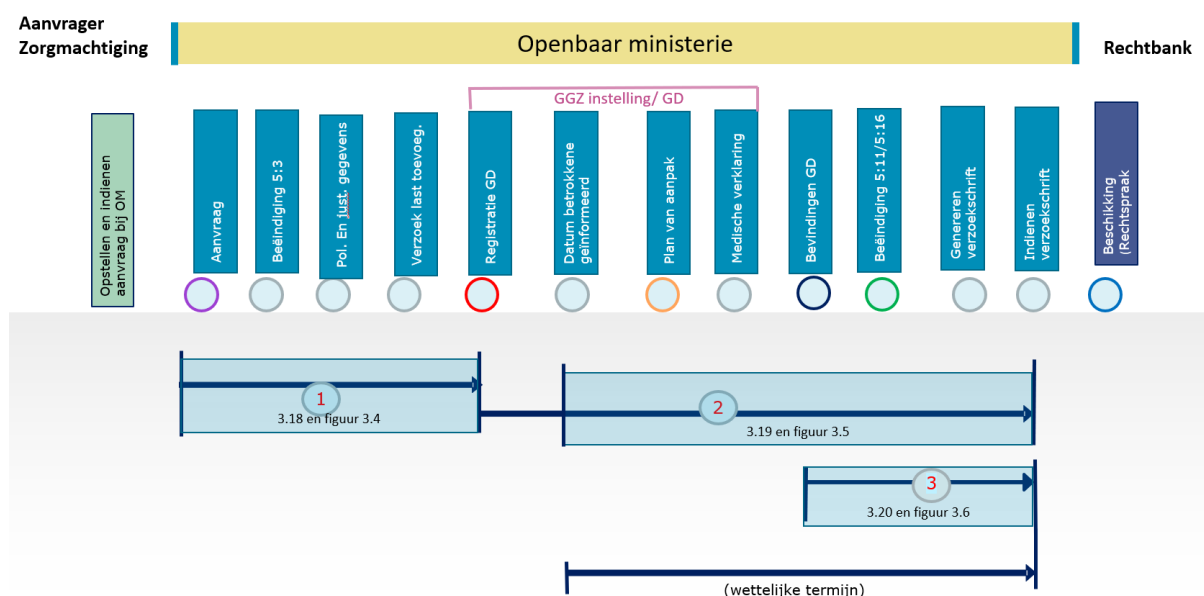 Aanvrager
Zorgmachtiging
Openbaar ministerie
Rechtbank
GGZ instelling/ GD
Opstellen en indienen
aanvraag bij OM
Aanvraag
Beëindiging 5:3
Pol. En just. gegevens
Verzoek last toevoeg.
Registratie GD
Datum betrokkene
geïnformeerd
Plan van aanpak
Medische verklaring
Bevindingen GD
Beëindiging 5:11/5:16
Genereren
verzoekschrift
Indienen
verzoekschrift
Beschikking
(Rechtspraak
1
3.18 en figuur 3.4
2
3.19 en figuur 3.5
3
3.20 en figuur 3.6
(wettelijke termijn)